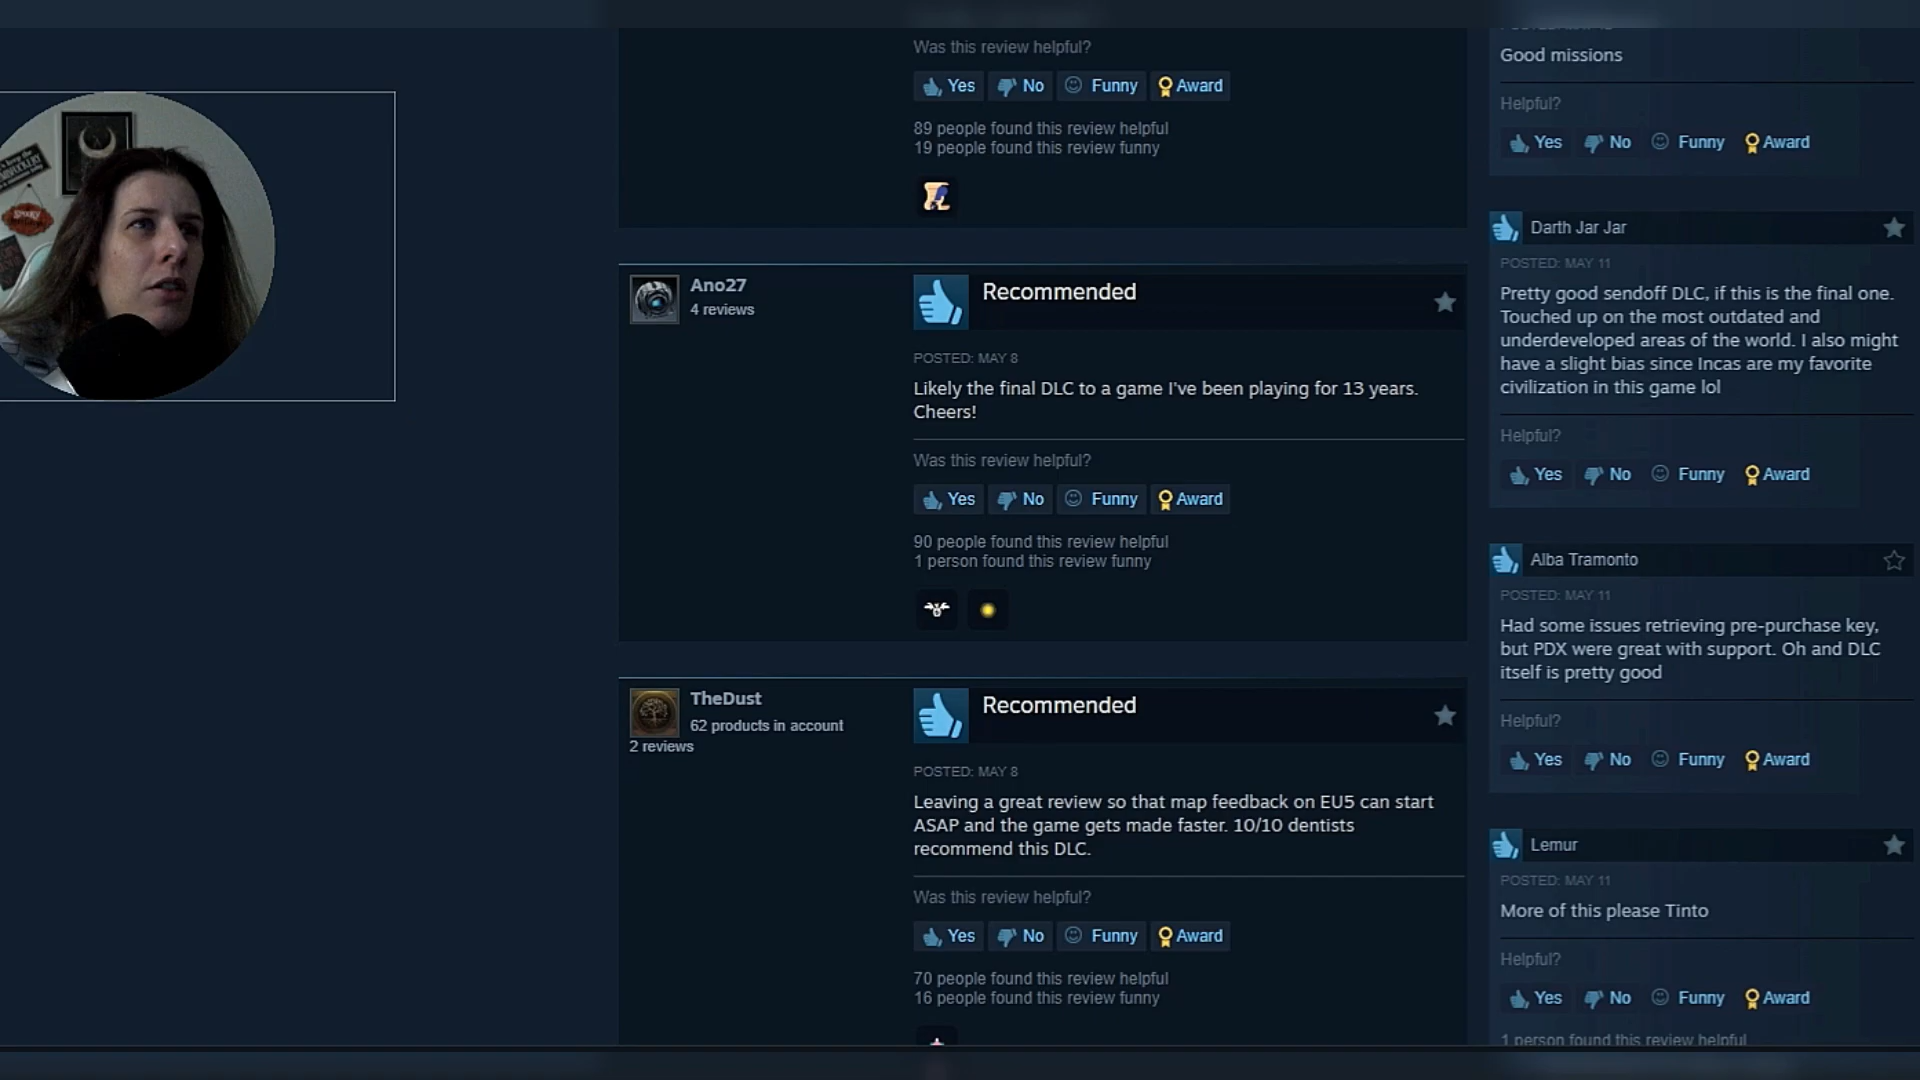 Was this review helpful?
Yes No Funny Award
89 people found this review helpful
19 people found this review funny
Ano27
4 reviews
Recommended
POSTED: MAY 8
Likely the final DLC to a game I've been playing for 13 years.
Cheers!
Was this review helpful?
Yes No Funny Award
90 people found this review helpful
1 person found this review funny
TheDust
62 products in account
2 reviews
Recommended
POSTED: MAY 8
Leaving a great review so that map feedback on EU5 can start
ASAP and the game gets made faster. 10/10 dentists
recommend this DLC.
Was this review helpful?
Yes No Funny Award
70 people found this review helpful
16 people found this review funny
Good missions
Helpful?
Yes No Funny Award
Darth Jar Jar
POSTED: MAY 11
Pretty good sendoff DLC, if this is the final one.
Touched up on the most outdated and
underdeveloped areas of the world. I also might
have a slight bias since Incas are my favorite
civilization in this game lol
Helpful?
Yes No Funny Award
Alba Tramonto
POSTED: MAY 11
Had some issues retrieving pre-purchase key,
but PDX were great with support. Oh and DLC
itself is pretty good
Helpful?
Yes No Funny Award
Lemur
POSTED: MAY 11
More of this please Tinto
Helpful?
Yes No Funny Award
1 person found this review helpful